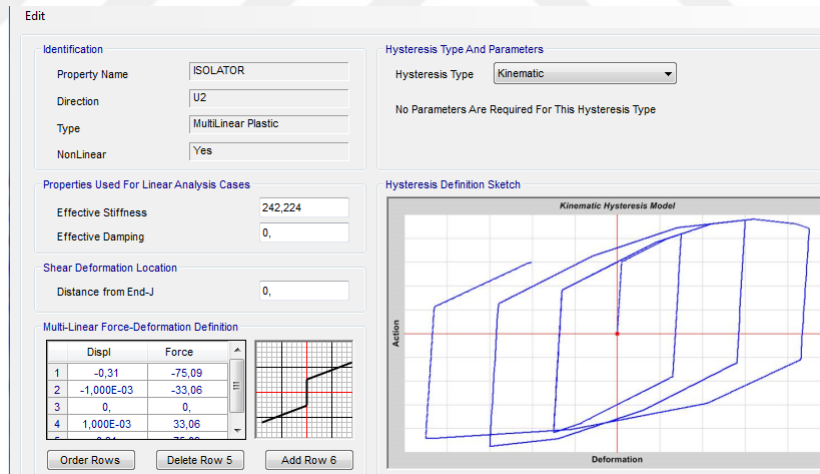 Edit
Identification
Property Name ISOLATOR
Direction U2
Type MultiLinear Plastic
NonLinear Yes
Properties Used For Linear Analysis Cases
Effective Stiffness 242,224
Effective Damping 0,
Shear Deformation Location
Distance from End-J 0,
Multi-Linear Force-Deformation Definition
Displ Force
1 -0,31 -75,09
2 -1,000E-03 -33,06
3 0, 0,
4 1,000E-03 33,06
Order Rows Delete Row 5 Add Row 6
Hysteresis Type And Parameters
Hysteresis Type Kinematic
No Parameters Are Required For This Hysteresis Type
Hysteresis Definition Sketch
Kinematic Hysteresis Model
Action
Deformation